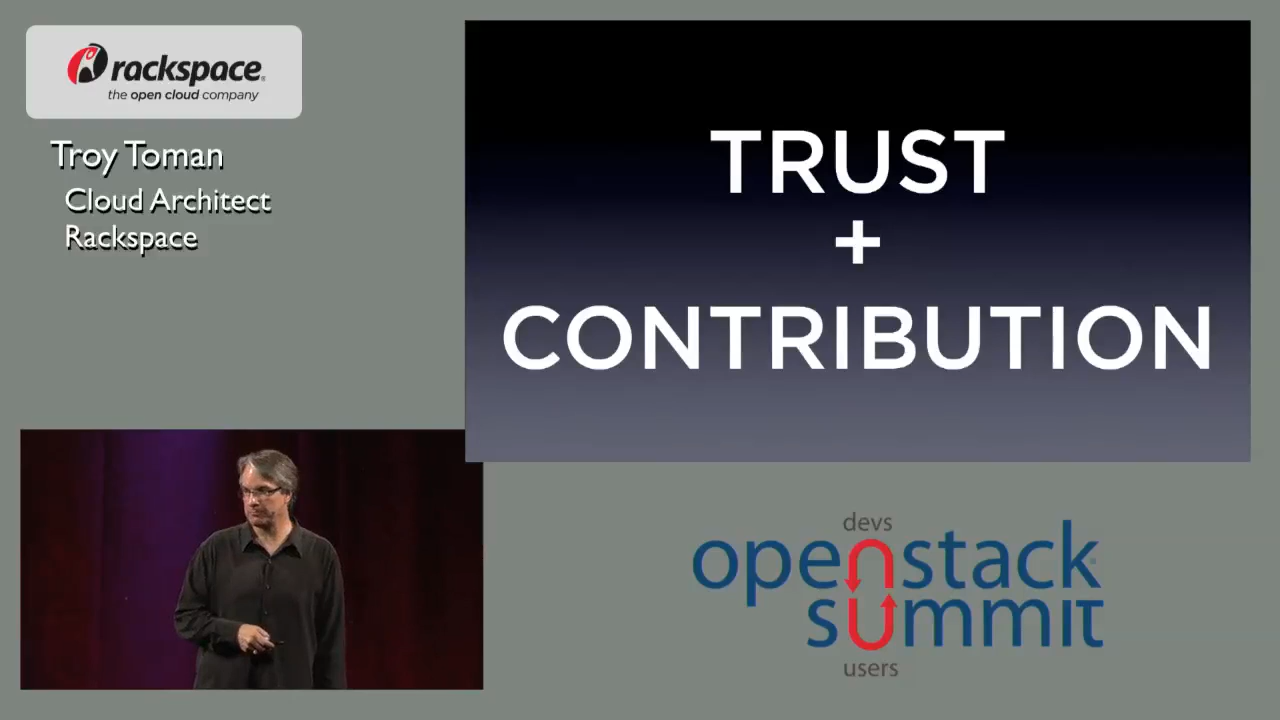 rackspace.
the open cloud company
Troy Toman
Cloud Architect
Rackspace
TRUST
+
CONTRIBUTION
devs
openstack
summit
users